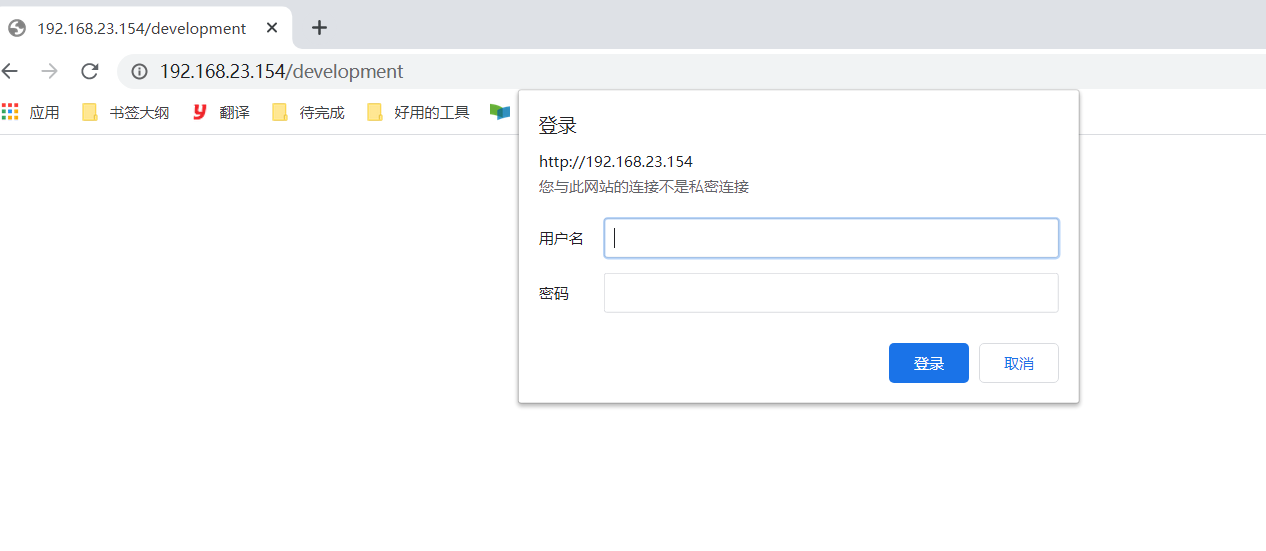 192.168.23.154/development
192.168.23.154/development
应用 书签大纲 翻译 待完成 好用的工具
登录
http://192.168.23.154
您与此网站的连接不是私密连接
用户名
密码
登录 取消